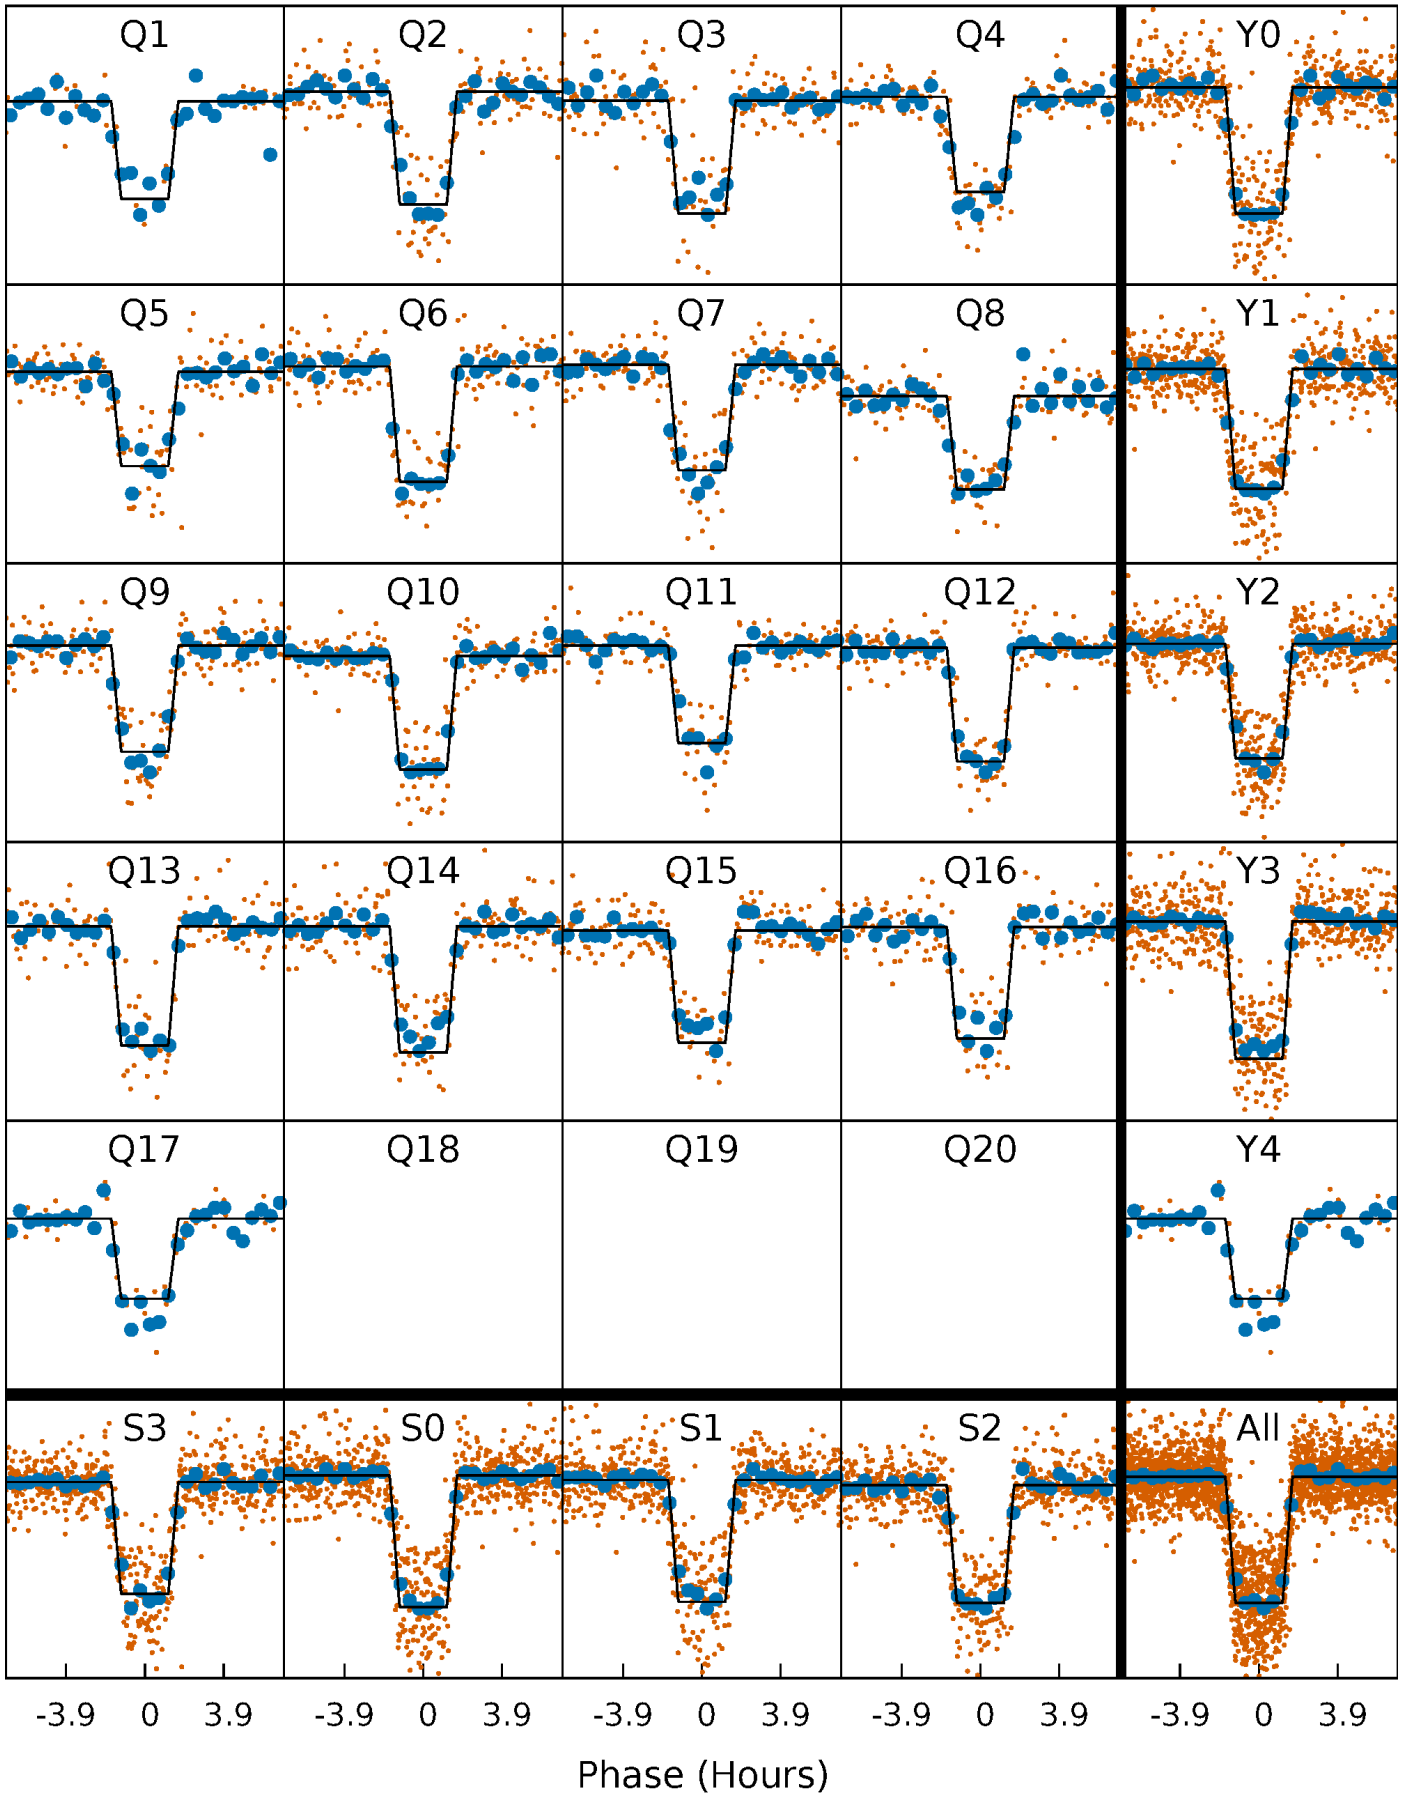 Q1 Q2 Q3 Q4 Y0
Q5 Q6 Q7 Q8 Y1
Q9 Q10 Q11 Q12 Y2
Q13 Q14 Q15 Q16 Y3
Q17 Q18 Q19 Q20 Y4
S3 S0 S1 S2 All
-3.9 0 3.9 -3.9 0 3.9 -3.9 0 3.9 -3.9 0 3.9 -3.9 0 3.9
Phase (Hours)